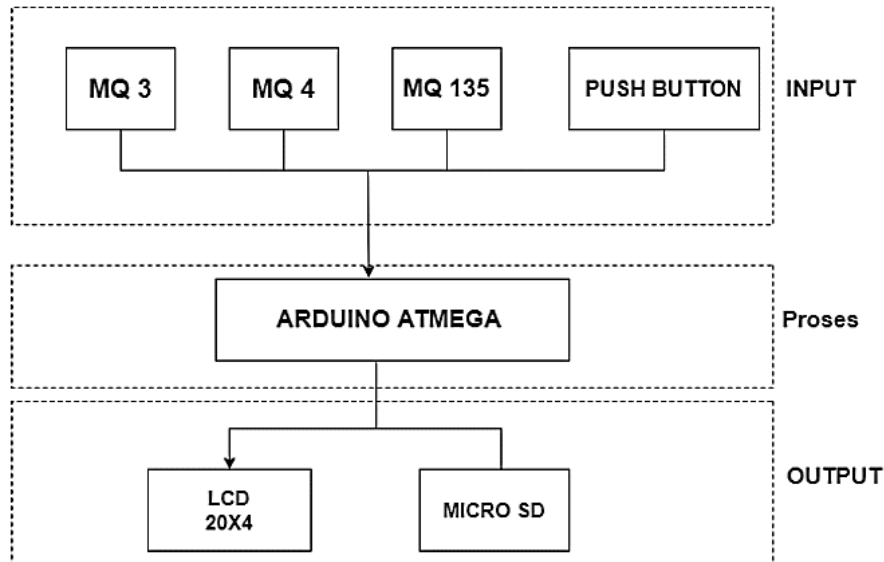 MQ 3
MQ 4
MQ 135
PUSH BUTTON
INPUT
ARDUINO ATMEGA
Proses
LCD
20X4
MICRO SD
OUTPUT